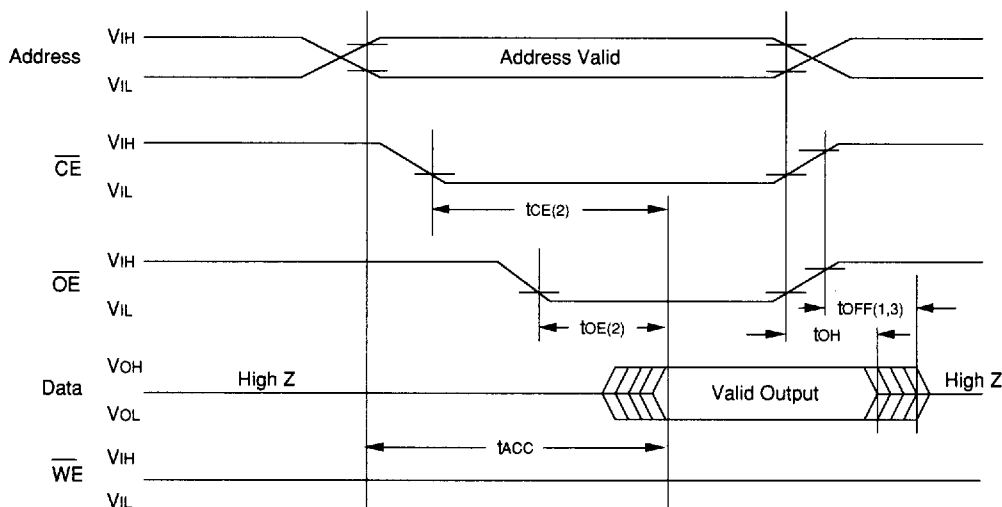 Address
VIH
VIL
Address Valid
CE
VIH
VIL
tCE(2)
OE
VIH
VIL
tOE(2)
tOFF(1,3)
tOH
Data
VOH
VOL
High Z
Valid Output
High Z
tACC
WE
VIH
VIL